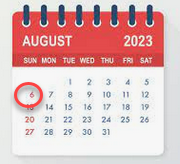 AUGUST 2023
SUN MON TUE WED THU FRI SAT
1 2 3 4 5
6 7 8 9 10 11 12
13 14 15 16 17 18 19
20 21 22 23 24 25 26
27 28 29 30 31